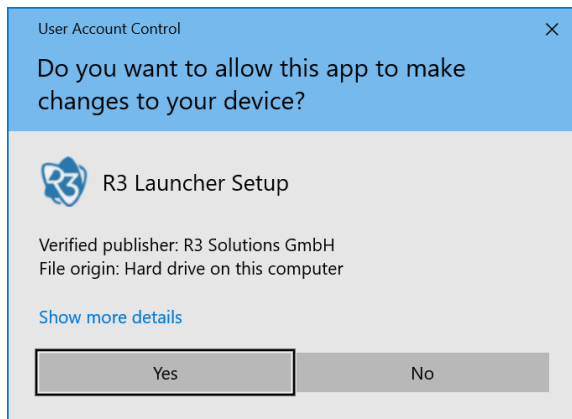 User Account Control
Do you want to allow this app to make
changes to your device?
R3
R3 Launcher Setup
Verified publisher: R3 Solutions GmbH
File origin: Hard drive on this computer
Show more details
Yes
No